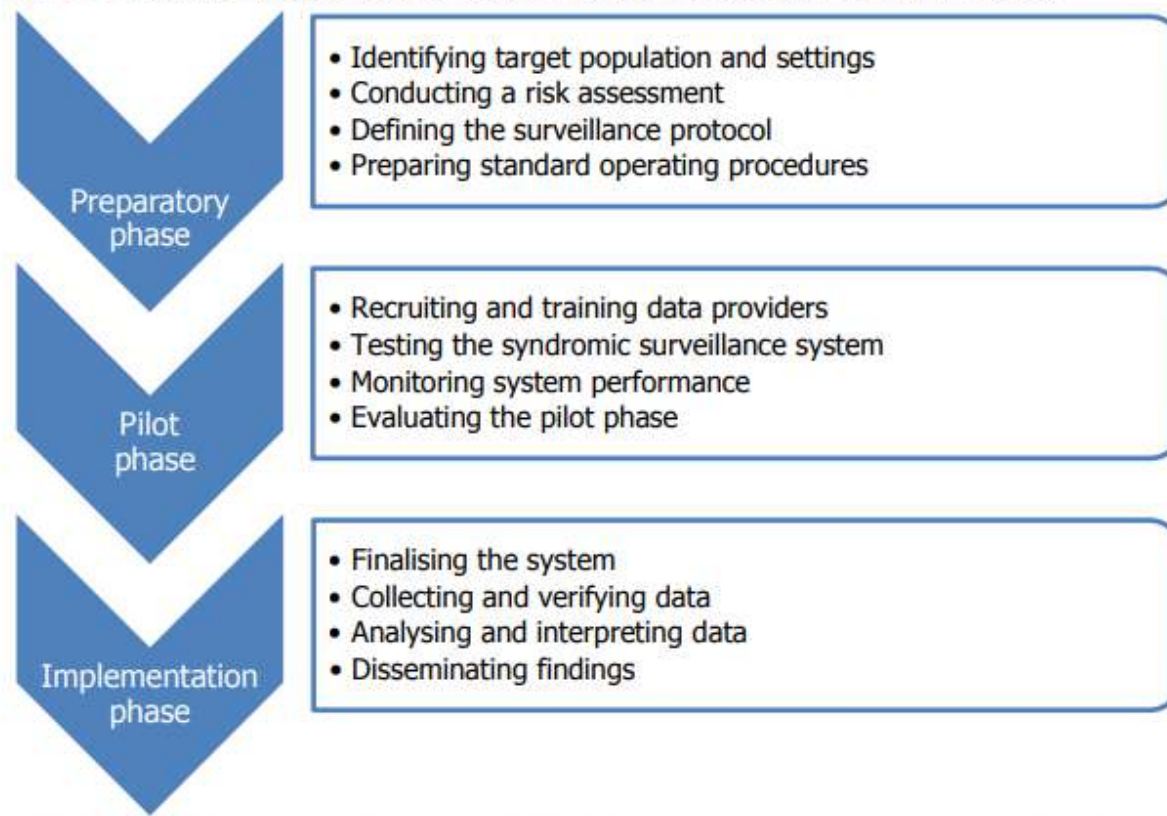 • Identifying target population and settings
• Conducting a risk assessment
• Defining the surveillance protocol
• Preparing standard operating procedures
Preparatory
phase
• Recruiting and training data providers
• Testing the syndromic surveillance system
• Monitoring system performance
• Evaluating the pilot phase
Pilot
phase
• Finalising the system
• Collecting and verifying data
• Analysing and interpreting data
• Disseminating findings
Implementation
phase